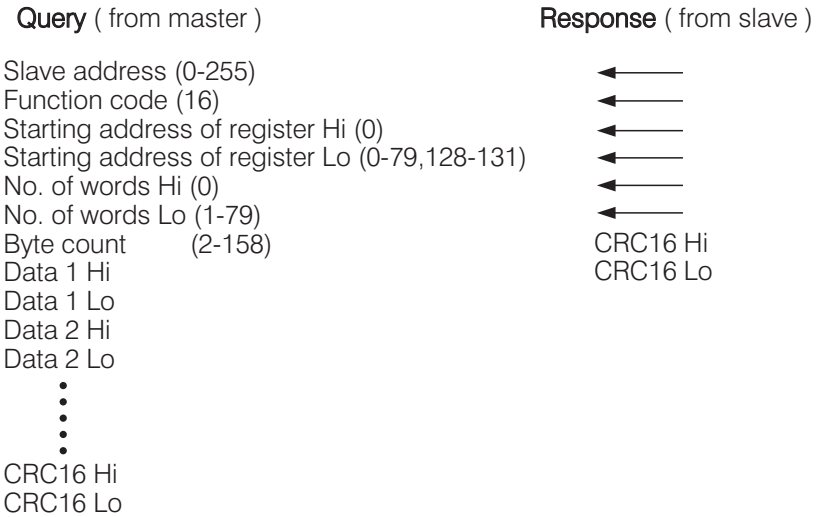 Query ( from master ) Response ( from slave )
Slave address (0-255)
Function code (16)
Starting address of register Hi (0)
Starting address of register Lo (0-79,128-131)
No. of words Hi (0)
No. of words Lo (1-79)
Byte count (2-158) CRC16 Hi
Data 1 Hi CRC16 Lo
Data 1 Lo
Data 2 Hi
Data 2 Lo
CRC16 Hi
CRC16 Lo